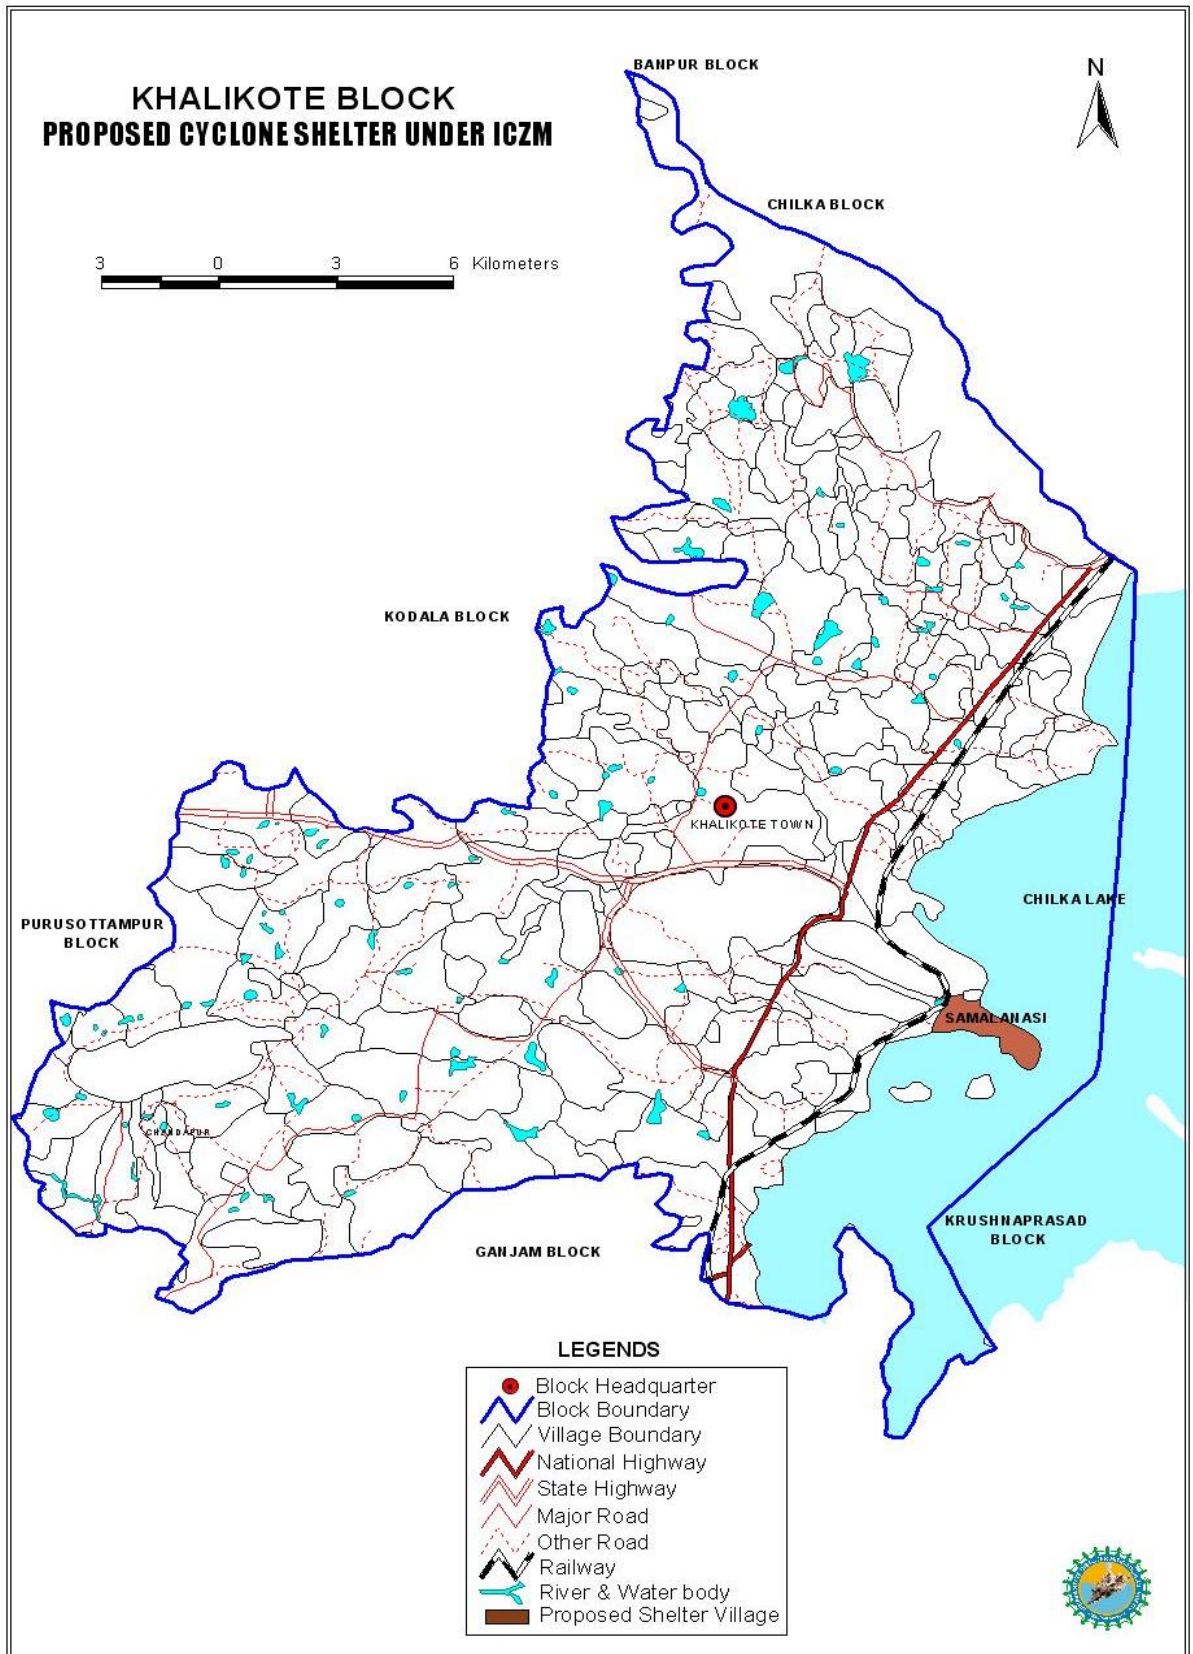 BANPUR BLOCK
N
KHALIKOTE BLOCK
PROPOSED CYCLONE SHELTER UNDER ICZM
CHILKA BLOCK
3 0 3 6 Kilometers
KODALA BLOCK
KHALIKOTE TOWN
CHILKA LAKE
PURUSOTTAMPUR
BLOCK
SAMALANASI
CHANDAPUR
KRUSHNAPRASAD
BLOCK
GANJAM BLOCK
LEGENDS
Block Headquarter
Block Boundary
Village Boundary
National Highway
State Highway
Major Road
Other Road
Railway
River & Water body
Proposed Shelter Village